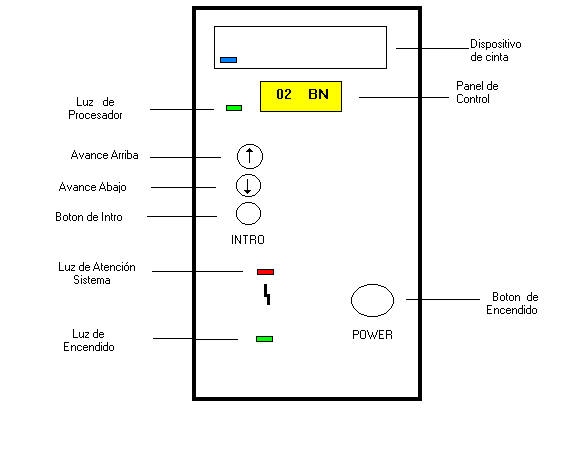 Dispositivo
de cinta
02 BN
Panel de
Control
Luz de
Procesador
Avance Arriba
Avance Abajo
Boton de Intro
INTRO
Luz de Atención
Sistema
Boton de
Encendido
POWER
Luz de
Encendido